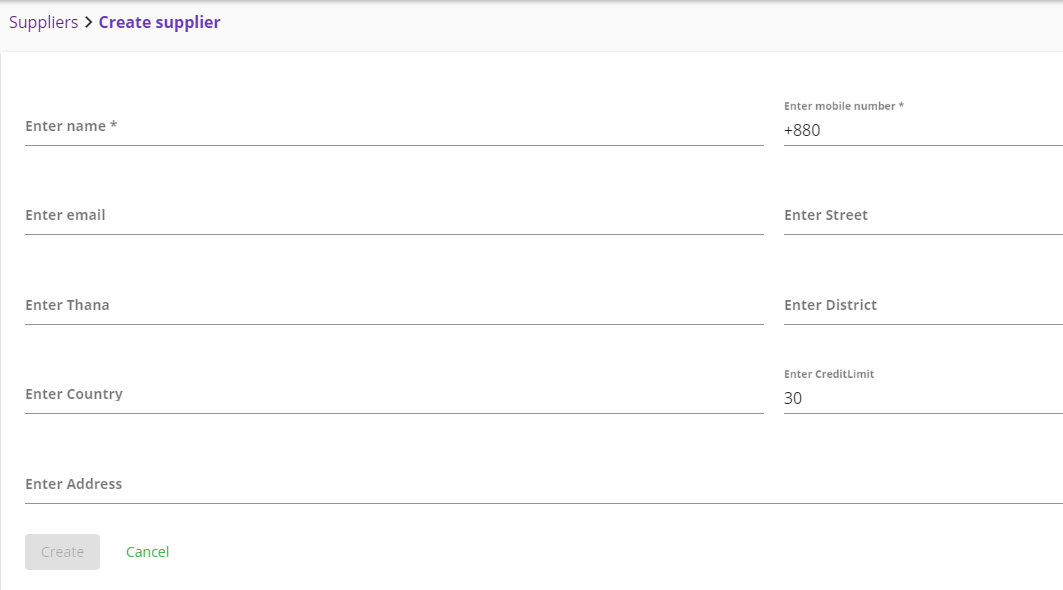 Suppliers > Create supplier
Enter name *
Enter mobile number *
+880
Enter email
Enter Street
Enter Thana
Enter District
Enter Country
Enter CreditLimit
30
Enter Address
Create
Cancel